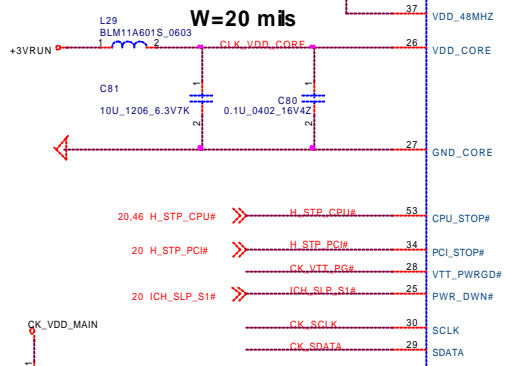 W=20 mils
37 VDD_48MHZ
L29
BLM11A601S_0603
+3VRUN 1 2 CLK_VDD_CORE 26 VDD_CORE
C81
1 1
10U_1206_6.3V7K
C80
0.1U_0402_16V4Z
2 2
27 GND_CORE
20,46 H_STP_CPU# H_STP_CPU# 53 CPU_STOP#
20 H_STP_PCI# H_STP_PCI# 34 PCI_STOP#
CK_VTT_PG# 28 VTT_PWRGD#
20 ICH_SLP_S1# ICH_SLP_S1# 25 PWR_DWN#
CK_VDD_MAIN
CK_SCLK 30 SCLK
CK_SDATA 29 SDATA
1